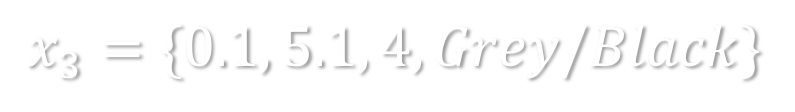 x₃ = {0.1, 5.1, 4, Grey/Black}